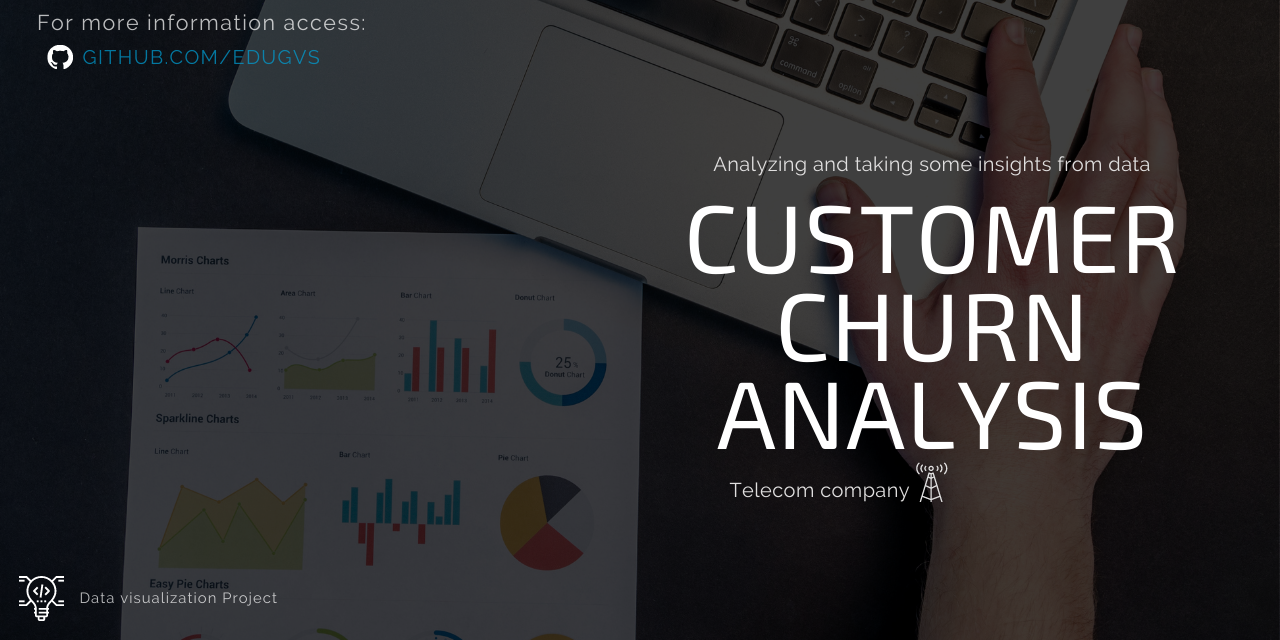 For more information access:
GITHUB.COM/EDUGVS
Analyzing and taking some insights from data
CUSTOMER
CHURN
ANALYSIS
Telecom company
Data visualization Project
command
option
Morris Charts
Line Chart
Area Chart
Bar Chart
Donut Chart
25%
Donut Chart
Sparkline Charts
Line Chart
Bar Chart
Pie Chart
Easy Pie Charts